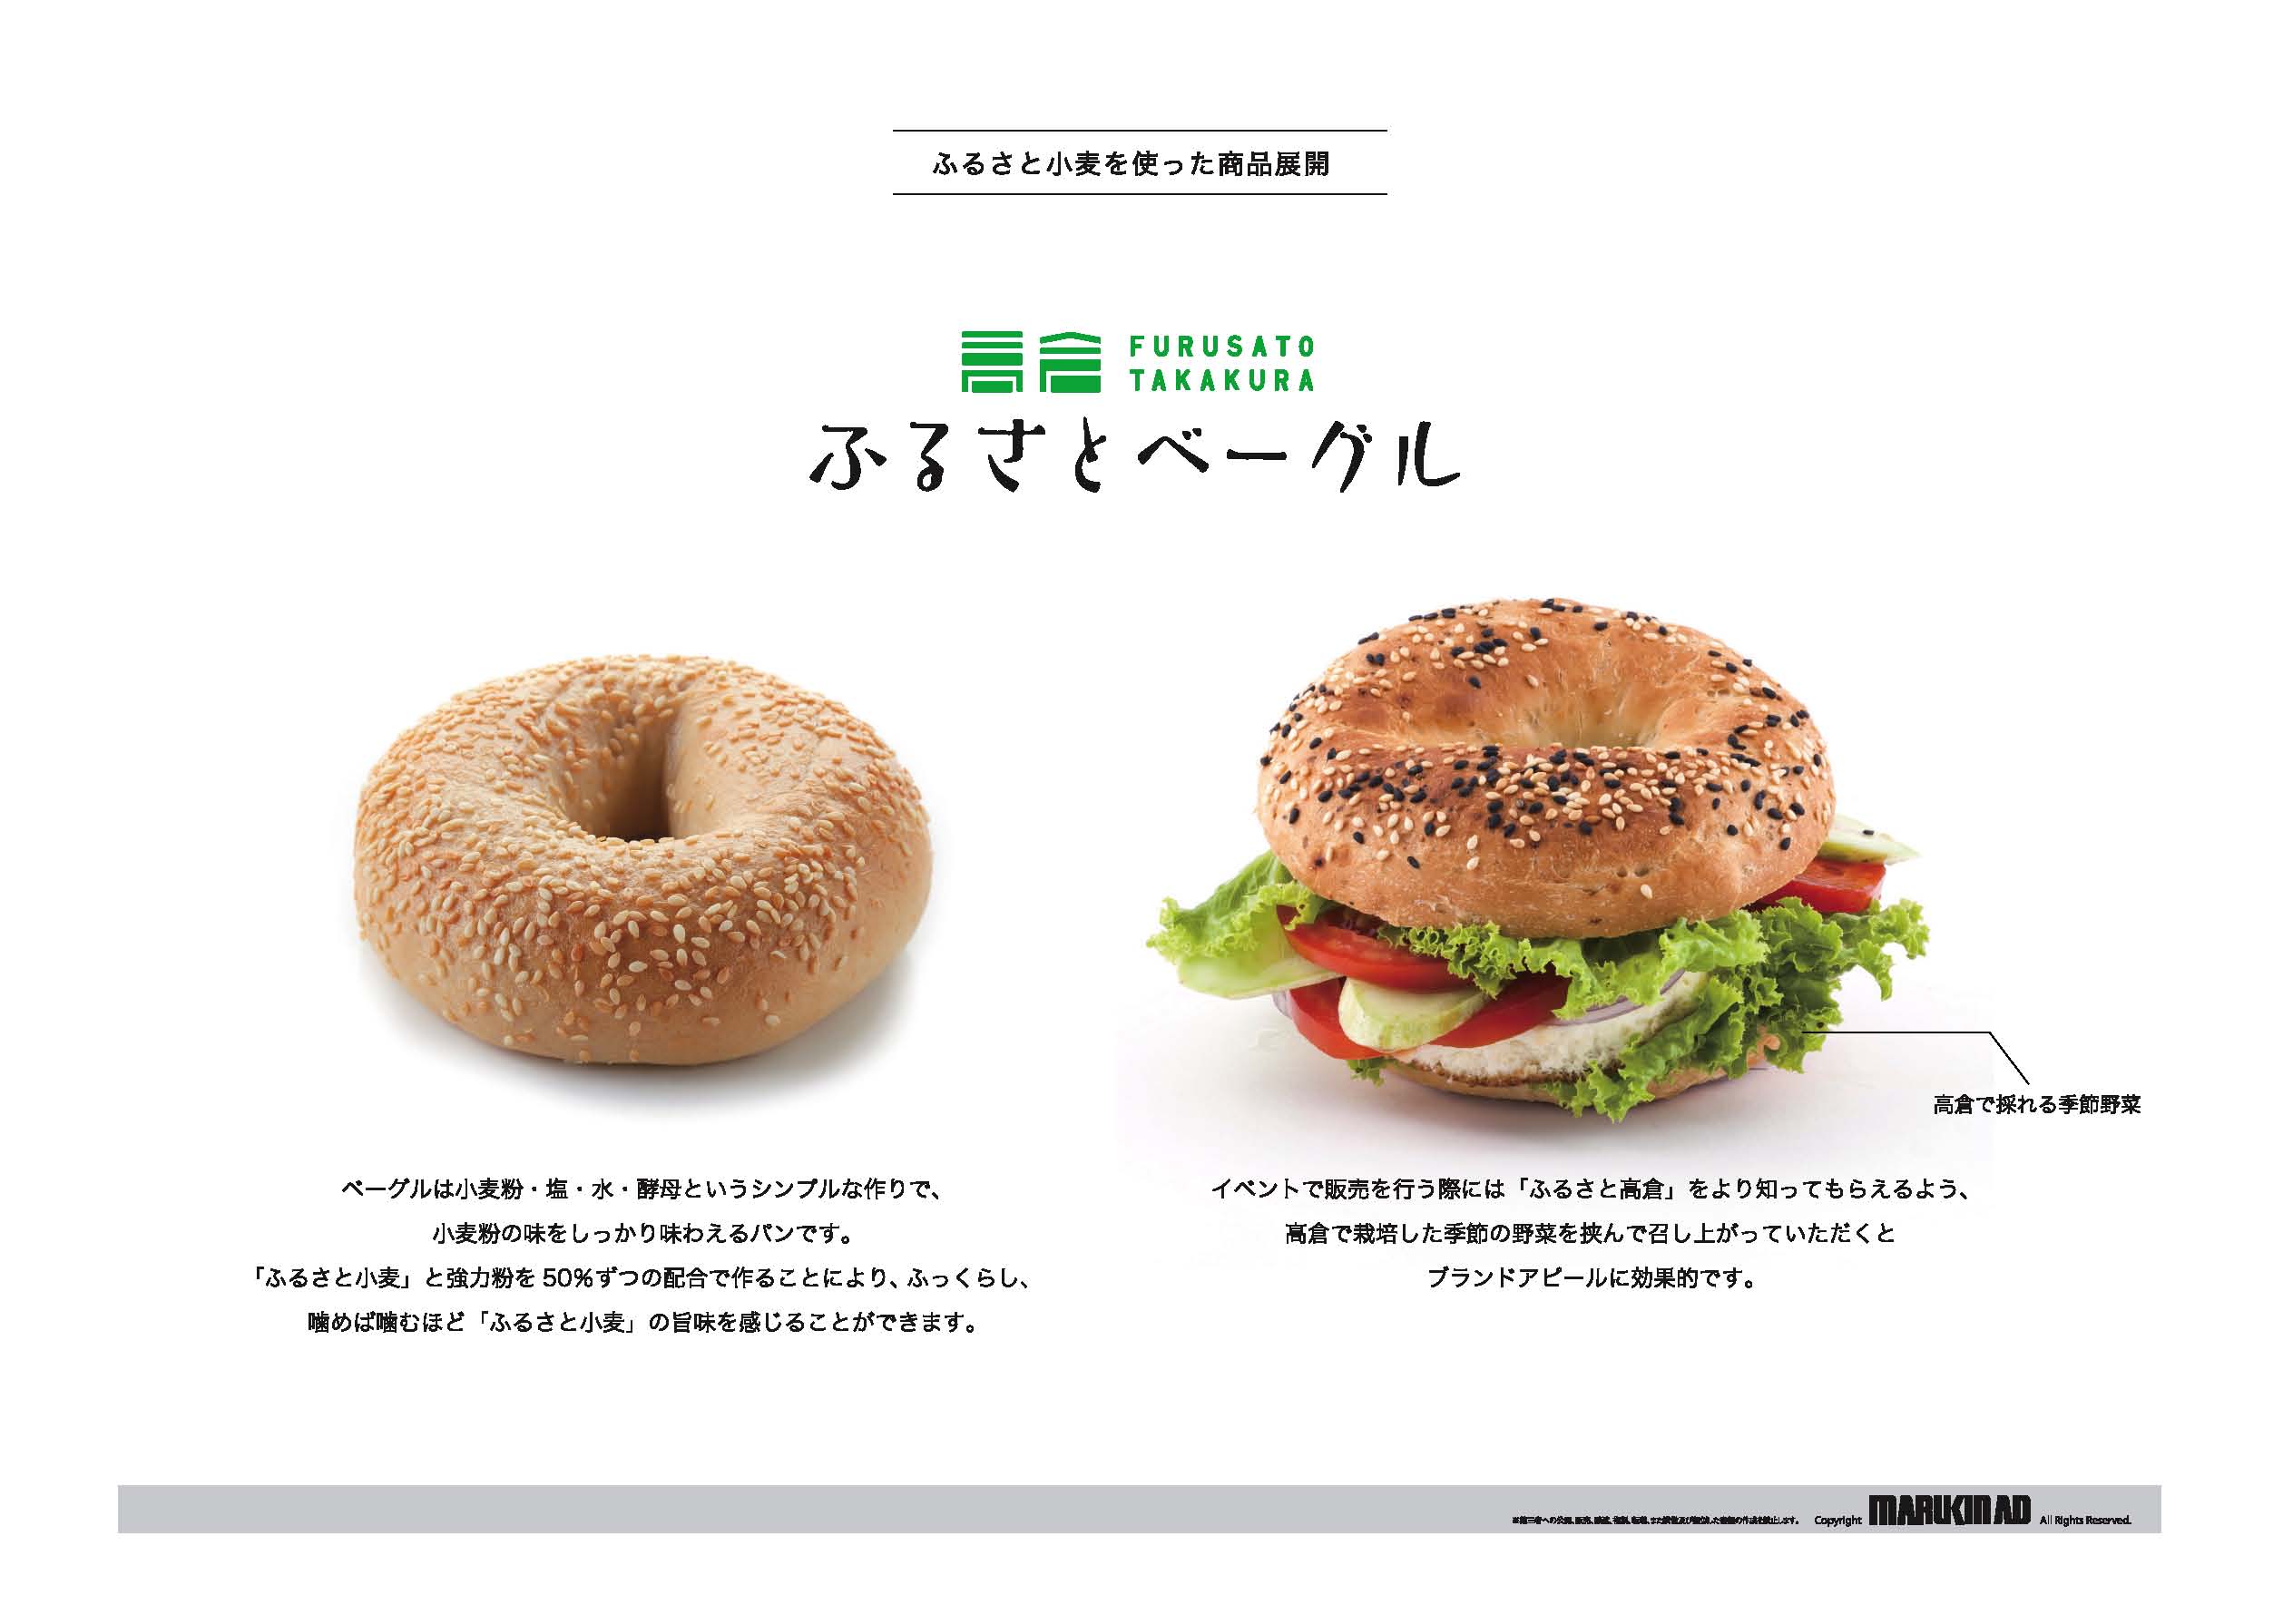 ふるさと小麦を使った商品展開
FURUSATO
TAKAKURA
ふるさとベーグル
高倉で採れる季節野菜
ベーグルは小麦粉・塩・水・酵母というシンプルな作りで、
小麦粉の味をしっかり味わえるパンです。
「ふるさと小麦」と強力粉を 50%ずつの配合で作ることにより、ふっくらし、
噛めば噛むほど「ふるさと小麦」の旨味を感じることができます。
イベントで販売を行う際には「ふるさと高倉」をより知ってもらえるよう、
高倉で栽培した季節の野菜を挟んで召し上がっていただくと
ブランドアピールに効果的です。
Copyright MARUKIN AD All Rights Reserved.